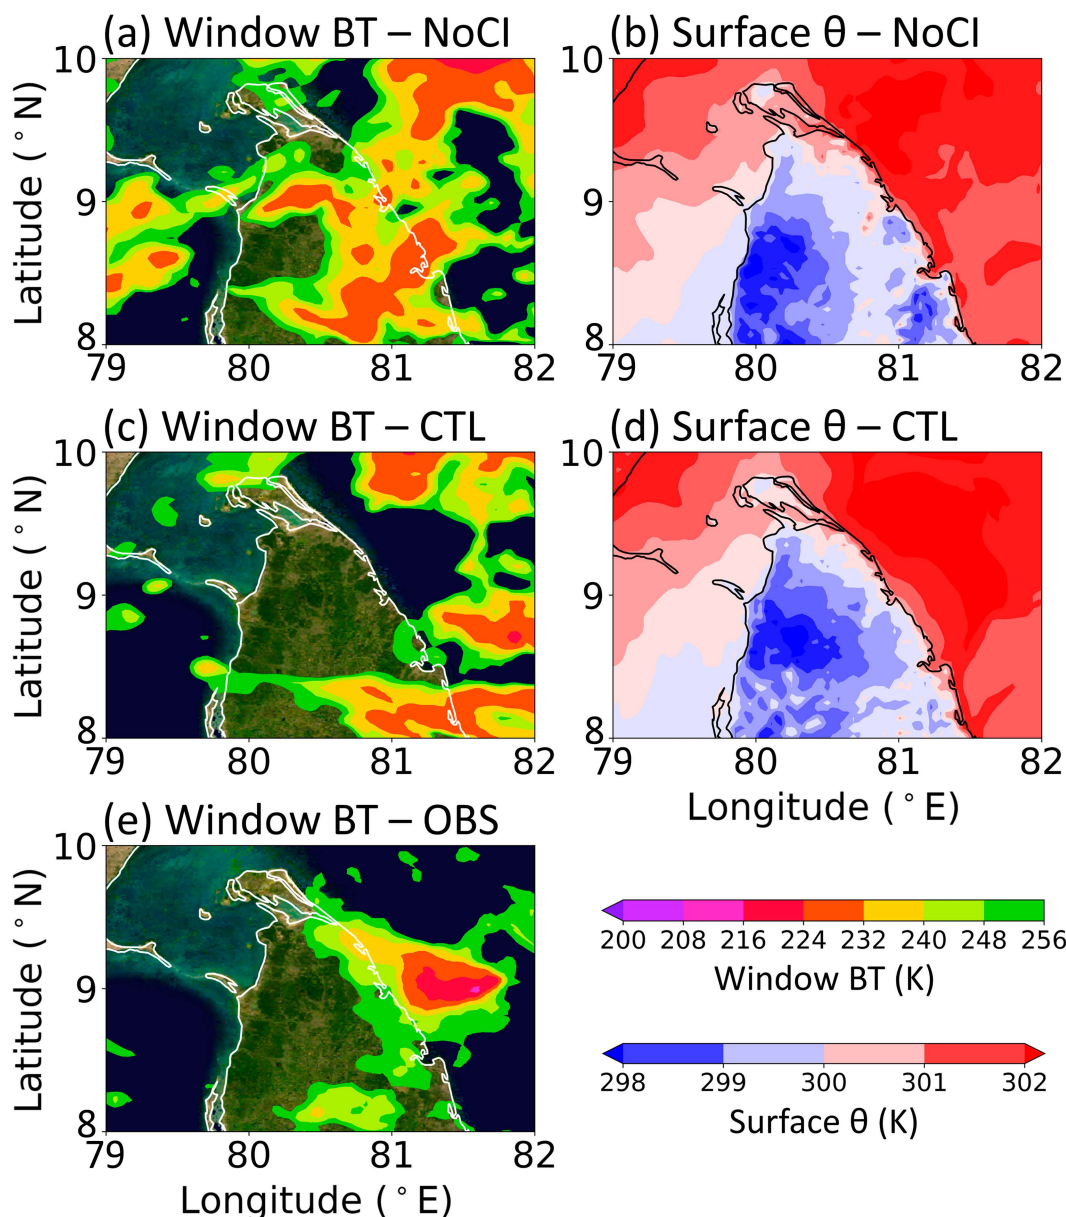 (a) Window BT – NoCI
(b) Surface θ – NoCI
Latitude (°N)
10
9
8
79 80 81 82
10
9
8
79 80 81 82
(c) Window BT – CTL
(d) Surface θ – CTL
Latitude (°N)
10
9
8
79 80 81 82
10
9
8
79 80 81 82
Longitude (°E)
(e) Window BT – OBS
Latitude (°N)
10
9
8
79 80 81 82
Longitude (°E)
200 208 216 224 232 240 248 256
Window BT (K)
298 299 300 301 302
Surface θ (K)